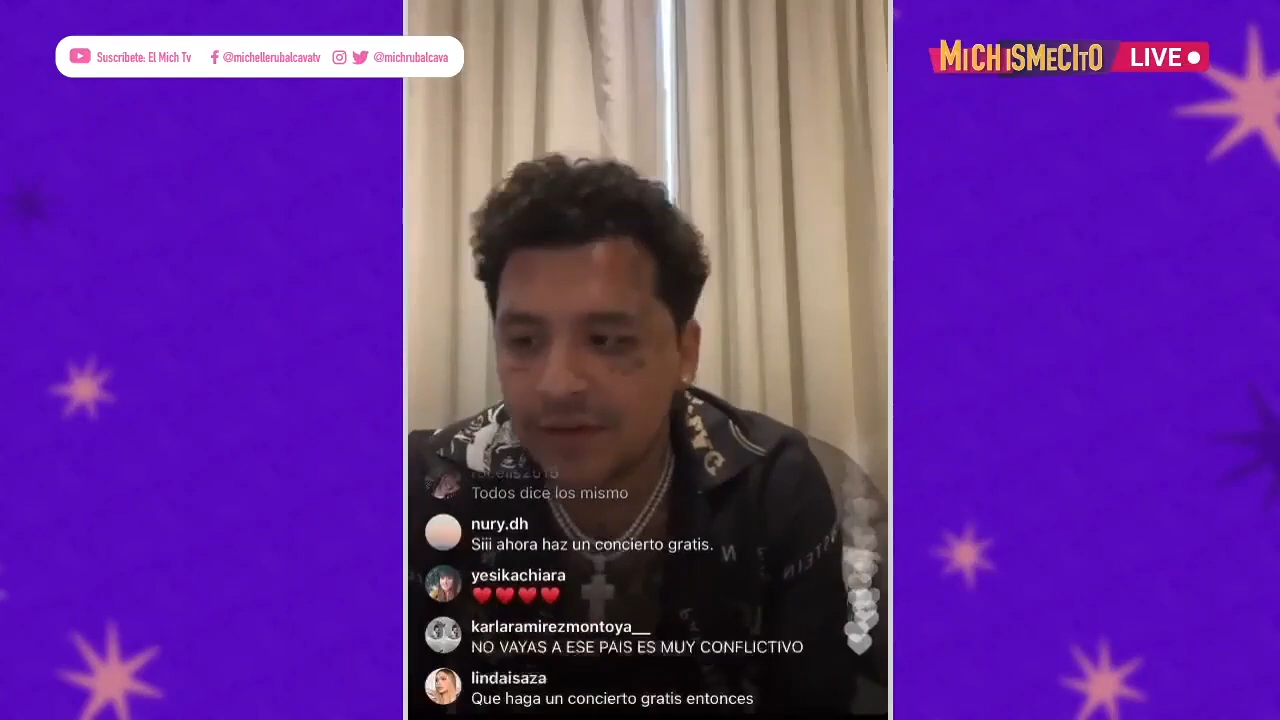 Suscríbete: El Mich Tv @michellerubalcavatv @michrubalcava
MICHISMECITO LIVE
Todos dice los mismo
nury.dh
Siii ahora haz un concierto gratis.
yesikachiara
❤️❤️❤️❤️
karlaramirezmontoya__
NO VAYAS A ESE PAIS ES MUY CONFLICTIVO
lindaisaza
Que haga un concierto gratis entonces